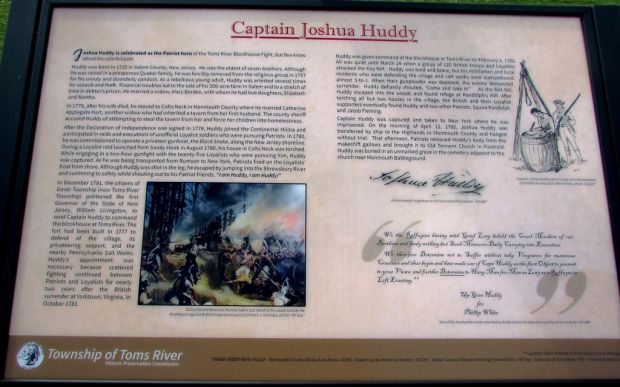 Captain Joshua Huddy
Joshua Huddy is celebrated as the Patriot hero of the Toms River Blockhouse Fight, but few know
about his colorful past.
Huddy was born in 1735 in Salem County, New Jersey. He was the oldest of seven brothers. Although
he was raised in a prosperous Quaker family, he was forcibly removed from the religious group in 1757
for his unruly and disorderly conduct. As a rebellious young adult, Huddy was arrested several times
for assault and theft. Financial troubles led to the sale of his 300-acre farm in Salem and to a stretch of
time in debtor's prison. He married a widow, Mary Borden, with whom he had two daughters, Elizabeth
and Martha.
In 1778, after his wife died, he moved to Colts Neck in Monmouth County where he married Catherine
Applegate Hart, another widow who had inherited a tavern from her first husband. The county sheriff
accused Huddy of attempting to steal the tavern from her and force her children into homelessness.
After the Declaration of Independence was signed in 1776, Huddy joined the Continental Militia and
participated in raids and executions of unofficial Loyalist soldiers who were pursuing Patriots. In 1780,
he was commissioned to operate a privateer gunboat, the Black Snake, along the New Jersey shoreline.
During a Loyalist raid launched from Sandy Hook in August 1780, his house in Colts Neck was torched.
While engaging in a two-hour gunfight with the twenty-five Loyalists who were pursuing him, Huddy
was captured. As he was being transported from Rumson to New York, Patriots fired on the Loyalists'
boat from shore. Although Huddy was shot in the leg, he escaped by jumping into the Shrewsbury River
and swimming to safety while shouting out to his Patriot friends, "I am Huddy, I am Huddy!"
In December 1781, the citizens of
Dover Township (now Toms River
Township) petitioned the first
Governor of the State of New
Jersey, William Livingston, to
send Captain Huddy to command
the blockhouse at Toms River. The
fort had been built in 1777 to
defend of the village, its
privateering seaport, and the
nearby Pennsylvania Salt Works.
Huddy's appointment was
necessary because scattered
fighting continued between
Patriots and Loyalists for nearly
two years after the British
surrender at Yorktown, Virginia, in
October 1781.
Huddy was given command of the blockhouse in Toms River on February 1, 1782.
All was quiet until March 24 when a group of 120 British troops and Loyalists
attacked the tiny fort. Huddy was bold and brave, but his militiamen and local
residents who were defending the village and salt works were outnumbered
almost 5-to-1. When their gunpowder was depleted, the enemy demanded
surrender. Huddy defiantly shouted, "Come and take it!" As the fort fell,
Huddy escaped into the woods and found refuge at Randolph's mill. After
torching all but two houses in the village, the British and their Loyalist
supporters eventually found Huddy and two other Patriots, Squire Randolph
and Jacob Fleming.
Captain Huddy was captured and taken to New York where he was
imprisoned. On the morning of April 12, 1782, Joshua Huddy was
transferred by ship to the Highlands in Monmouth County and hanged
without trial. That afternoon, Patriots removed Huddy's body from the
makeshift gallows and brought it to Old Tennent Church in Freehold.
Huddy was buried in an unmarked grave in the cemetery adjacent to the
church near Monmouth Battleground.
Joshua Huddy
We the Reffugees having with Grief Long beheld the Cruel Murders of our
Brethren and finding nothing but Such Measures Daily Carrying into Execution.
We therefore Determine not to Suffer without taking Vengeance for numerous
Cruelties and thus begin and have made use of Capt Huddy as the first Object to present
to your Views, and further Determine to Hang Man for Man as Long as a Reffugee is
Left Existing.
Up Goes Huddy
for
Philip White
Township of Toms River
Historic Preservation Commission